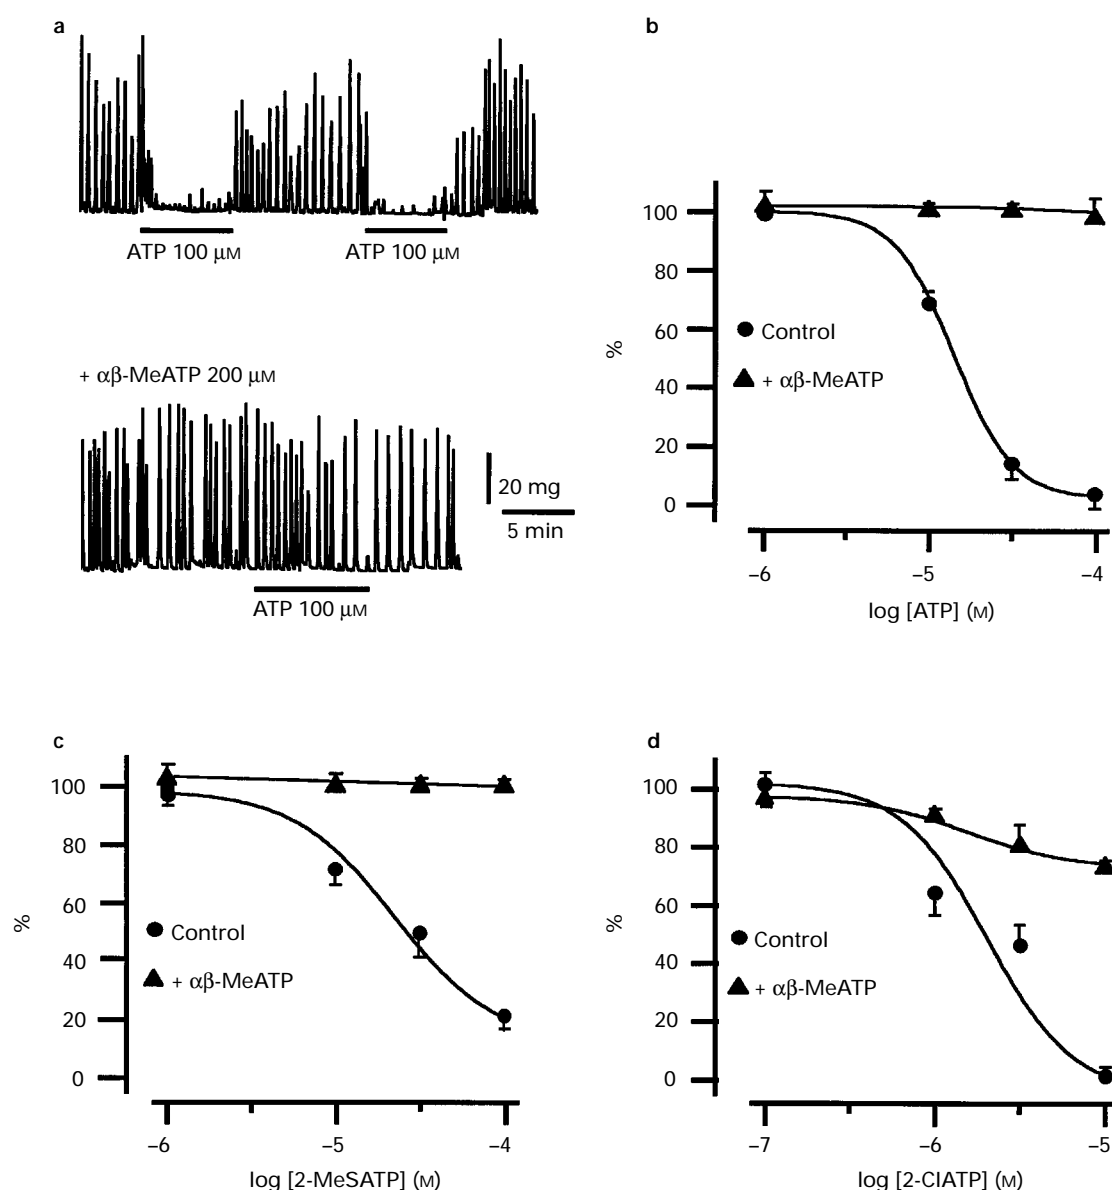 a
ATP 100 μM
ATP 100 μM
+ αβ-MeATP 200 μM
20 mg
5 min
ATP 100 μM
b
100
80
60
40
20
0
%
Control
+ αβ-MeATP
–6
–5
–4
log [ATP] (M)
c
100
80
60
40
20
0
%
Control
+ αβ-MeATP
–6
–5
–4
log [2-MeSATP] (M)
d
100
80
60
40
20
0
%
Control
+ αβ-MeATP
–7
–6
–5
log [2-ClATP] (M)